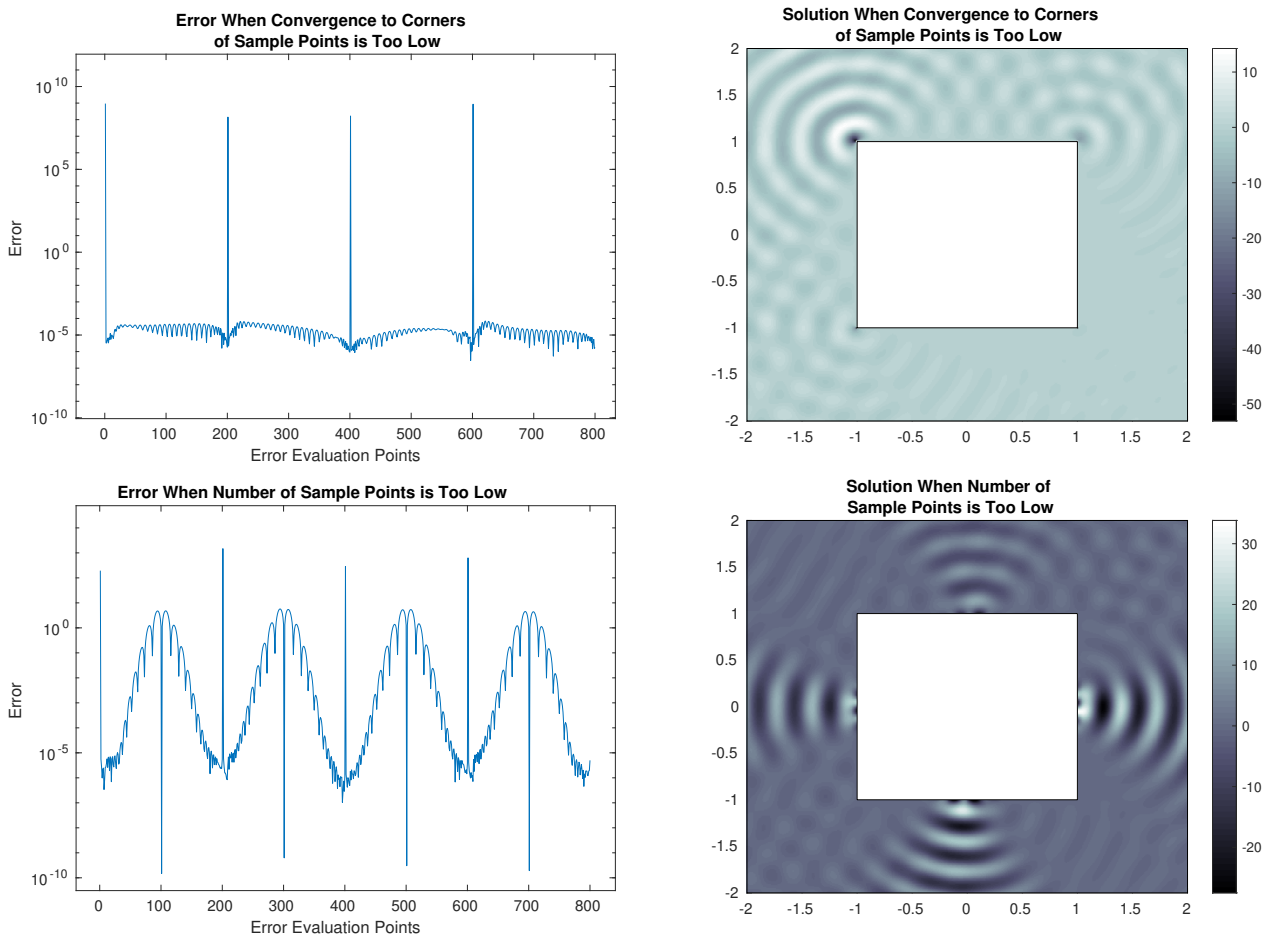 Error When Convergence to Corners
of Sample Points is Too Low
10^10
10^5
10^0
10^-5
10^-10
Error
0 100 200 300 400 500 600 700 800
Error Evaluation Points
Solution When Convergence to Corners
of Sample Points is Too Low
2
1.5
1
0.5
0
-0.5
-1
-1.5
-2
-2 -1.5 -1 -0.5 0 0.5 1 1.5 2
10
0
-10
-20
-30
-40
-50
Error When Number of Sample Points is Too Low
10^0
10^-5
10^-10
Error
0 100 200 300 400 500 600 700 800
Error Evaluation Points
Solution When Number of
Sample Points is Too Low
2
1.5
1
0.5
0
-0.5
-1
-1.5
-2
-2 -1.5 -1 -0.5 0 0.5 1 1.5 2
30
20
10
0
-10
-20